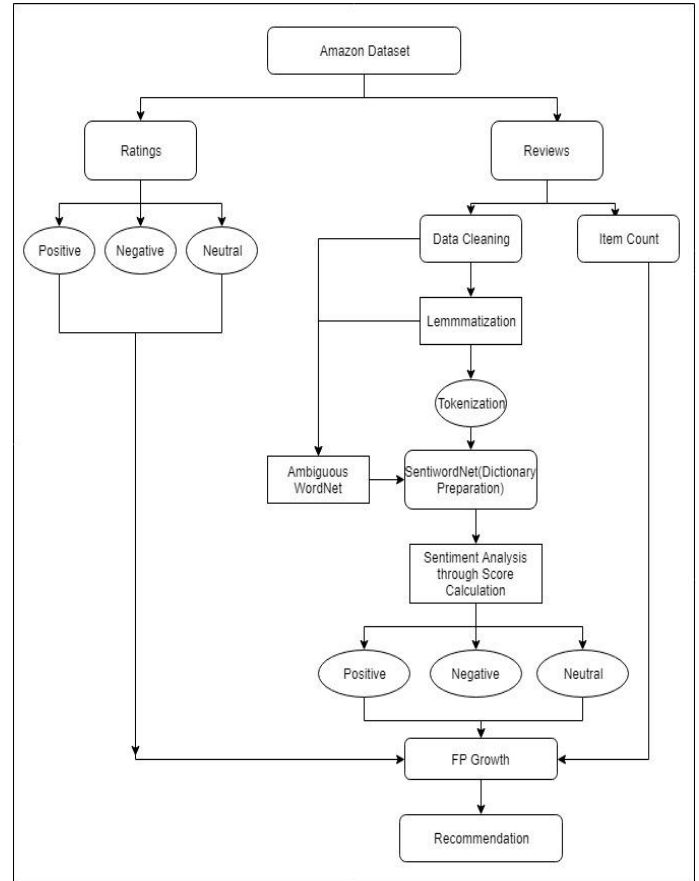 Amazon Dataset
Ratings
Reviews
Positive
Negative
Neutral
Data Cleaning
Item Count
Lemmmatization
Tokenization
Ambiguous
WordNet
SentiwordNet(Dictionary
Preparation)
Sentiment Analysis
through Score
Calculation
Positive
Negative
Neutral
FP Growth
Recommendation